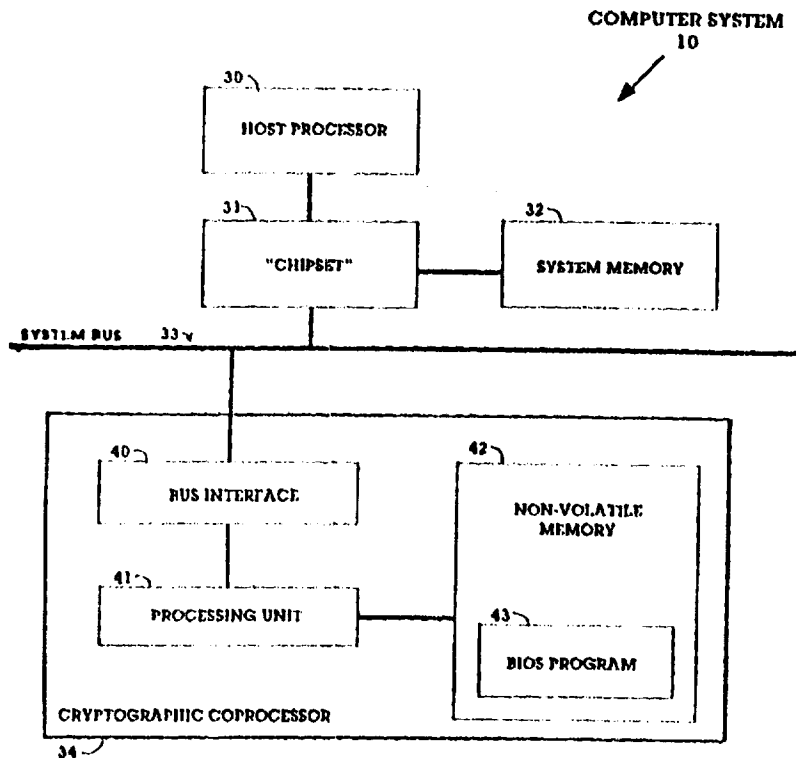 COMPUTER SYSTEM
10
30
HOST PROCESSOR
31
"CHIPSET"
32
SYSTEM MEMORY
SYSTEM BUS 33
40
BUS INTERFACE
42
NON-VOLATILE
MEMORY
41
PROCESSING UNIT
43
BIOS PROGRAM
CRYPTOGRAPHIC COPROCESSOR
34